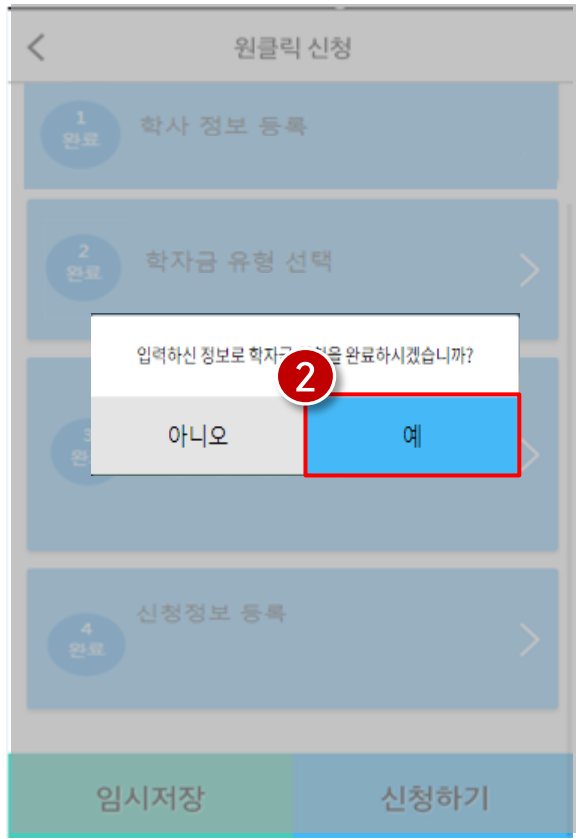 원클릭 신청
1
완료
학사 정보 등록
2
완료
학자금 유형 선택
입력하신 정보로 학자금 을 완료하시겠습니까?
2
아니오
예
3
4
완료
신청정보 등록
임시저장
신청하기